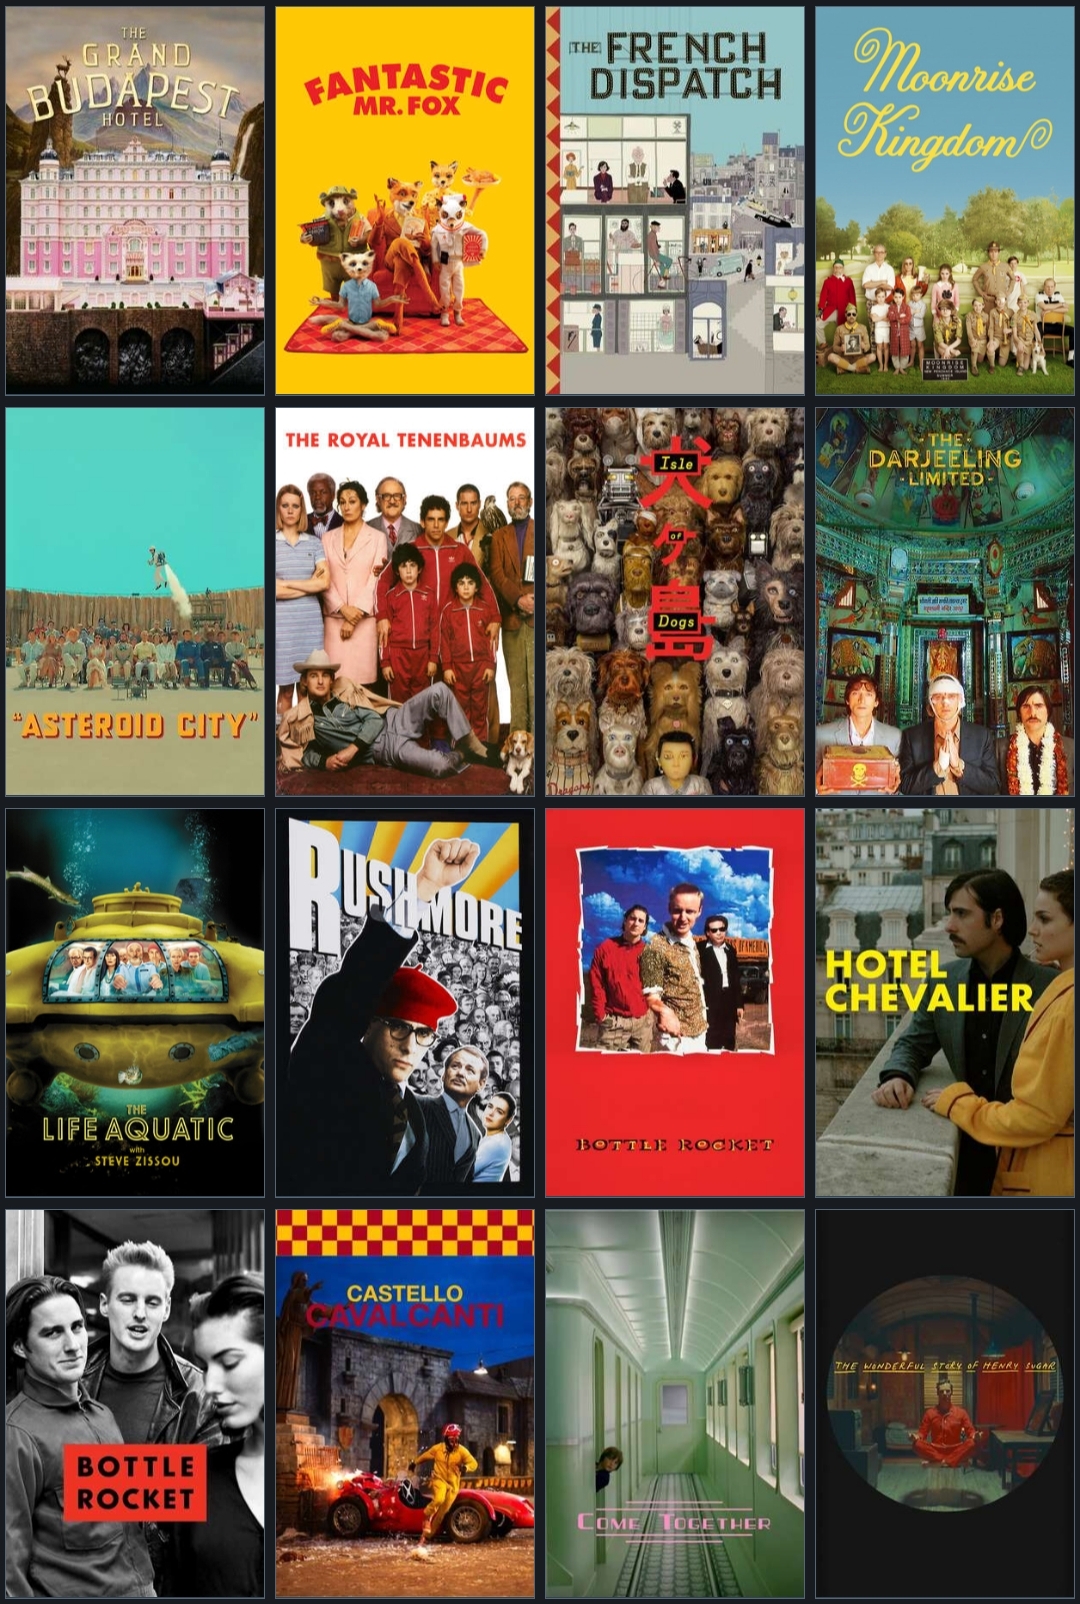 THE
GRAND
BUDAPEST
HOTEL
FANTASTIC
MR. FOX
THE FRENCH
DISPATCH
Moonrise
Kingdom
MOONRISE
KINGDOM
"ASTEROID CITY"
THE ROYAL TENENBAUMS
犬
Isle
ヶ
of
島
Dogs
-THE-
DARJEELING
-LIMITED-
THE
LIFE AQUATIC
with
STEVE ZISSOU
RUSHMORE
BOTTLE ROCKET
HOTEL
CHEVALIER
BOTTLE
ROCKET
CASTELLO
CAVALCANTI
COME TOGETHER
THE WONDERFUL STORY OF HENRY SUGAR